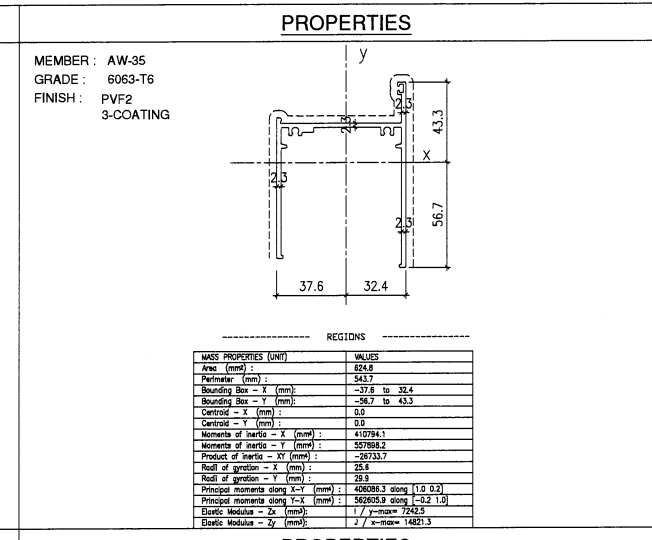 PROPERTIES
MEMBER : AW-35
GRADE : 6063-T6
FINISH : PVF2
3-COATING
y
2.3
43.3
2.3
X
2.3
56.7
2.3
37.6
32.4
------------------ REGIONS ------------------
MASS PROPERTIES (UNIT) VALUES
Area (mm²) : 624.8
Perimeter (mm) : 543.7
Bounding Box - X (mm): -37.6 to 32.4
Bounding Box - Y (mm): -56.7 to 43.3
Centroid - X (mm) : 0.0
Centroid - Y (mm) : 0.0
Moments of inertia - X (mm⁴) : 410794.1
Moments of inertia - Y (mm⁴) : 557898.2
Product of inertia - XY (mm⁴) : -26733.7
Radii of gyration - X (mm) : 25.6
Radii of gyration - Y (mm) : 29.9
Principal moments along X-Y (mm⁴) : 406086.3 along [1.0 0.2]
Principal moments along Y-X (mm⁴) : 562605.9 along [-0.2 1.0]
Elastic Modulus - Zx (mm³): I / y-max= 7242.5
Elastic Modulus - Zy (mm³): J / x-max= 14821.3
PROPERTIES